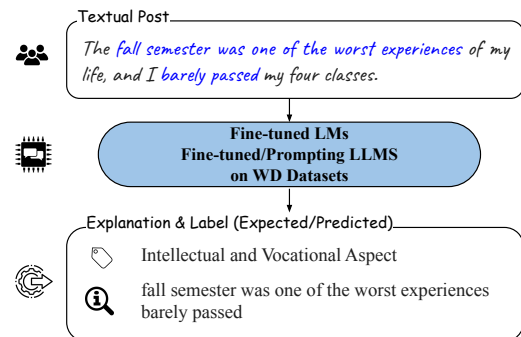 Textual Post
The fall semester was one of the worst experiences of my
life, and I barely passed my four classes.
Fine-tuned LMs
Fine-tuned/Prompting LLMS
on WD Datasets
Explanation & Label (Expected/Predicted)
Intellectual and Vocational Aspect
fall semester was one of the worst experiences
barely passed